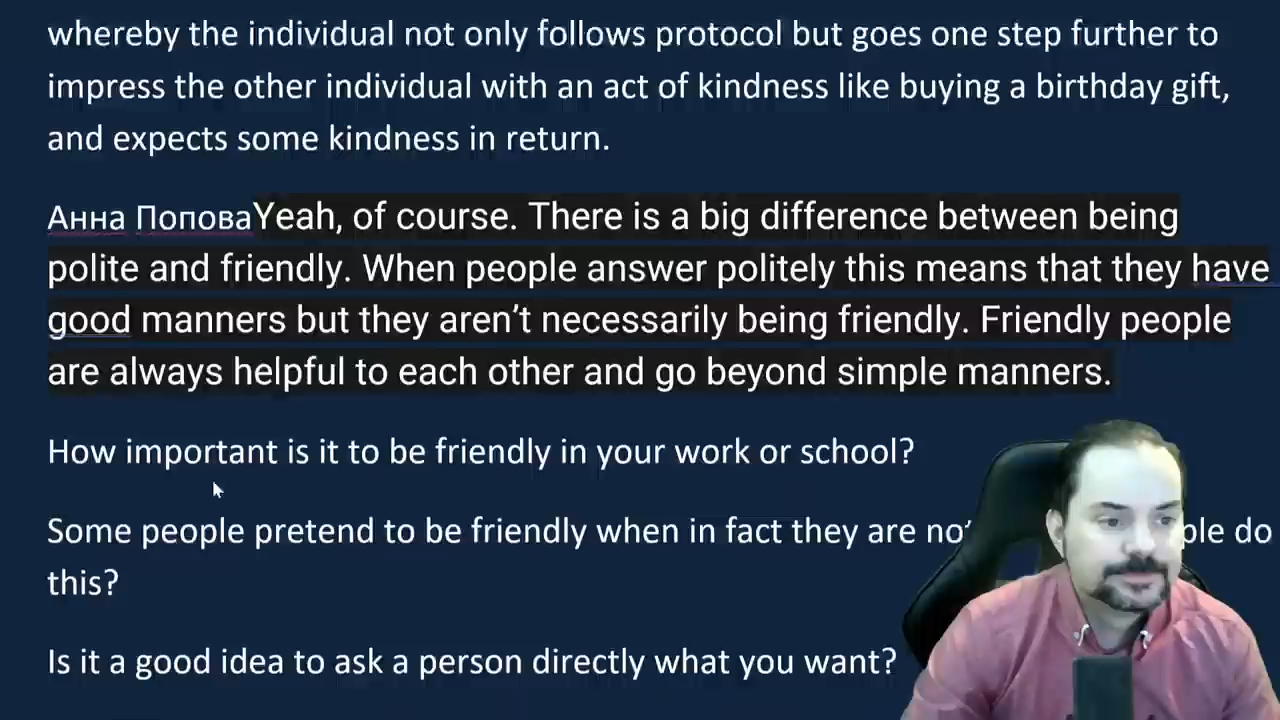 whereby the individual not only follows protocol but goes one step further to
impress the other individual with an act of kindness like buying a birthday gift,
and expects some kindness in return.
Анна ПоповаYeah, of course. There is a big difference between being
polite and friendly. When people answer politely this means that they have
good manners but they aren’t necessarily being friendly. Friendly people
are always helpful to each other and go beyond simple manners.
How important is it to be friendly in your work or school?
Some people pretend to be friendly when in fact they are do
this?
Is it a good idea to ask a person directly what you want?